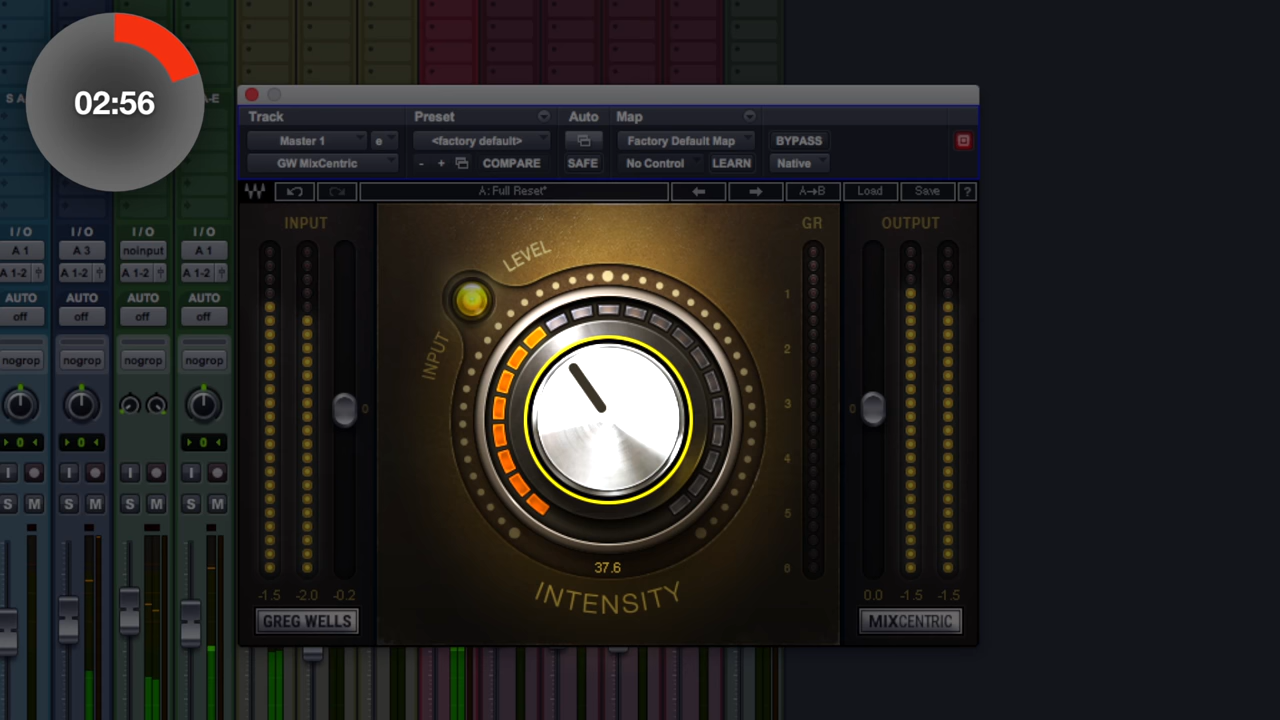 02:56
S A
A-E
Track Preset Auto Map
Master 1 e <factory default> Factory Default Map BYPASS
GW MixCentric - + COMPARE SAFE No Control LEARN Native
A: Full Reset* A→B Load Save ?
INPUT GR OUTPUT
LEVEL
INPUT
I/O I/O I/O I/O
A 1 A 3 noinput A 1
A 1-2 A 1-2 A 1-2 A 1-2
AUTO AUTO AUTO AUTO
off off off off
nogrop nogrop nogrop nogrop
0 0 0 0
I I I I
S M S M S M S M
0
0
1
2
3
4
5
6
37.6
INTENSITY
-1.5 -2.0 -0.2
0.0 -1.5 -1.5
GREG WELLS
MIXCENTRIC